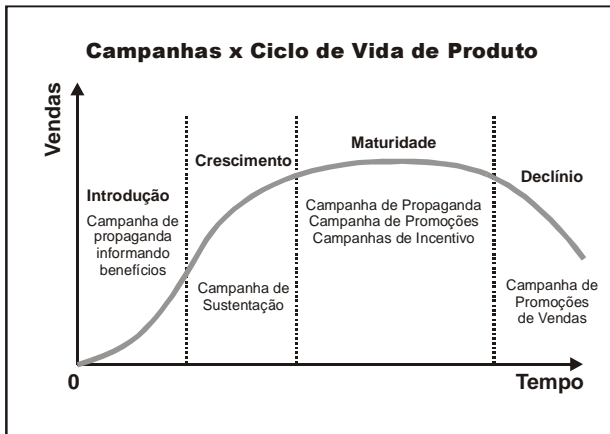 Campanhas x Ciclo de Vida de Produto
Vendas
Introdução
Campanha de
propaganda
informando
benefícios
Crescimento
Campanha de
Sustentação
Maturidade
Campanha de Propaganda
Campanha de Promoções
Campanhas de Incentivo
Declínio
Campanha de
Promoções
de Vendas
0
Tempo